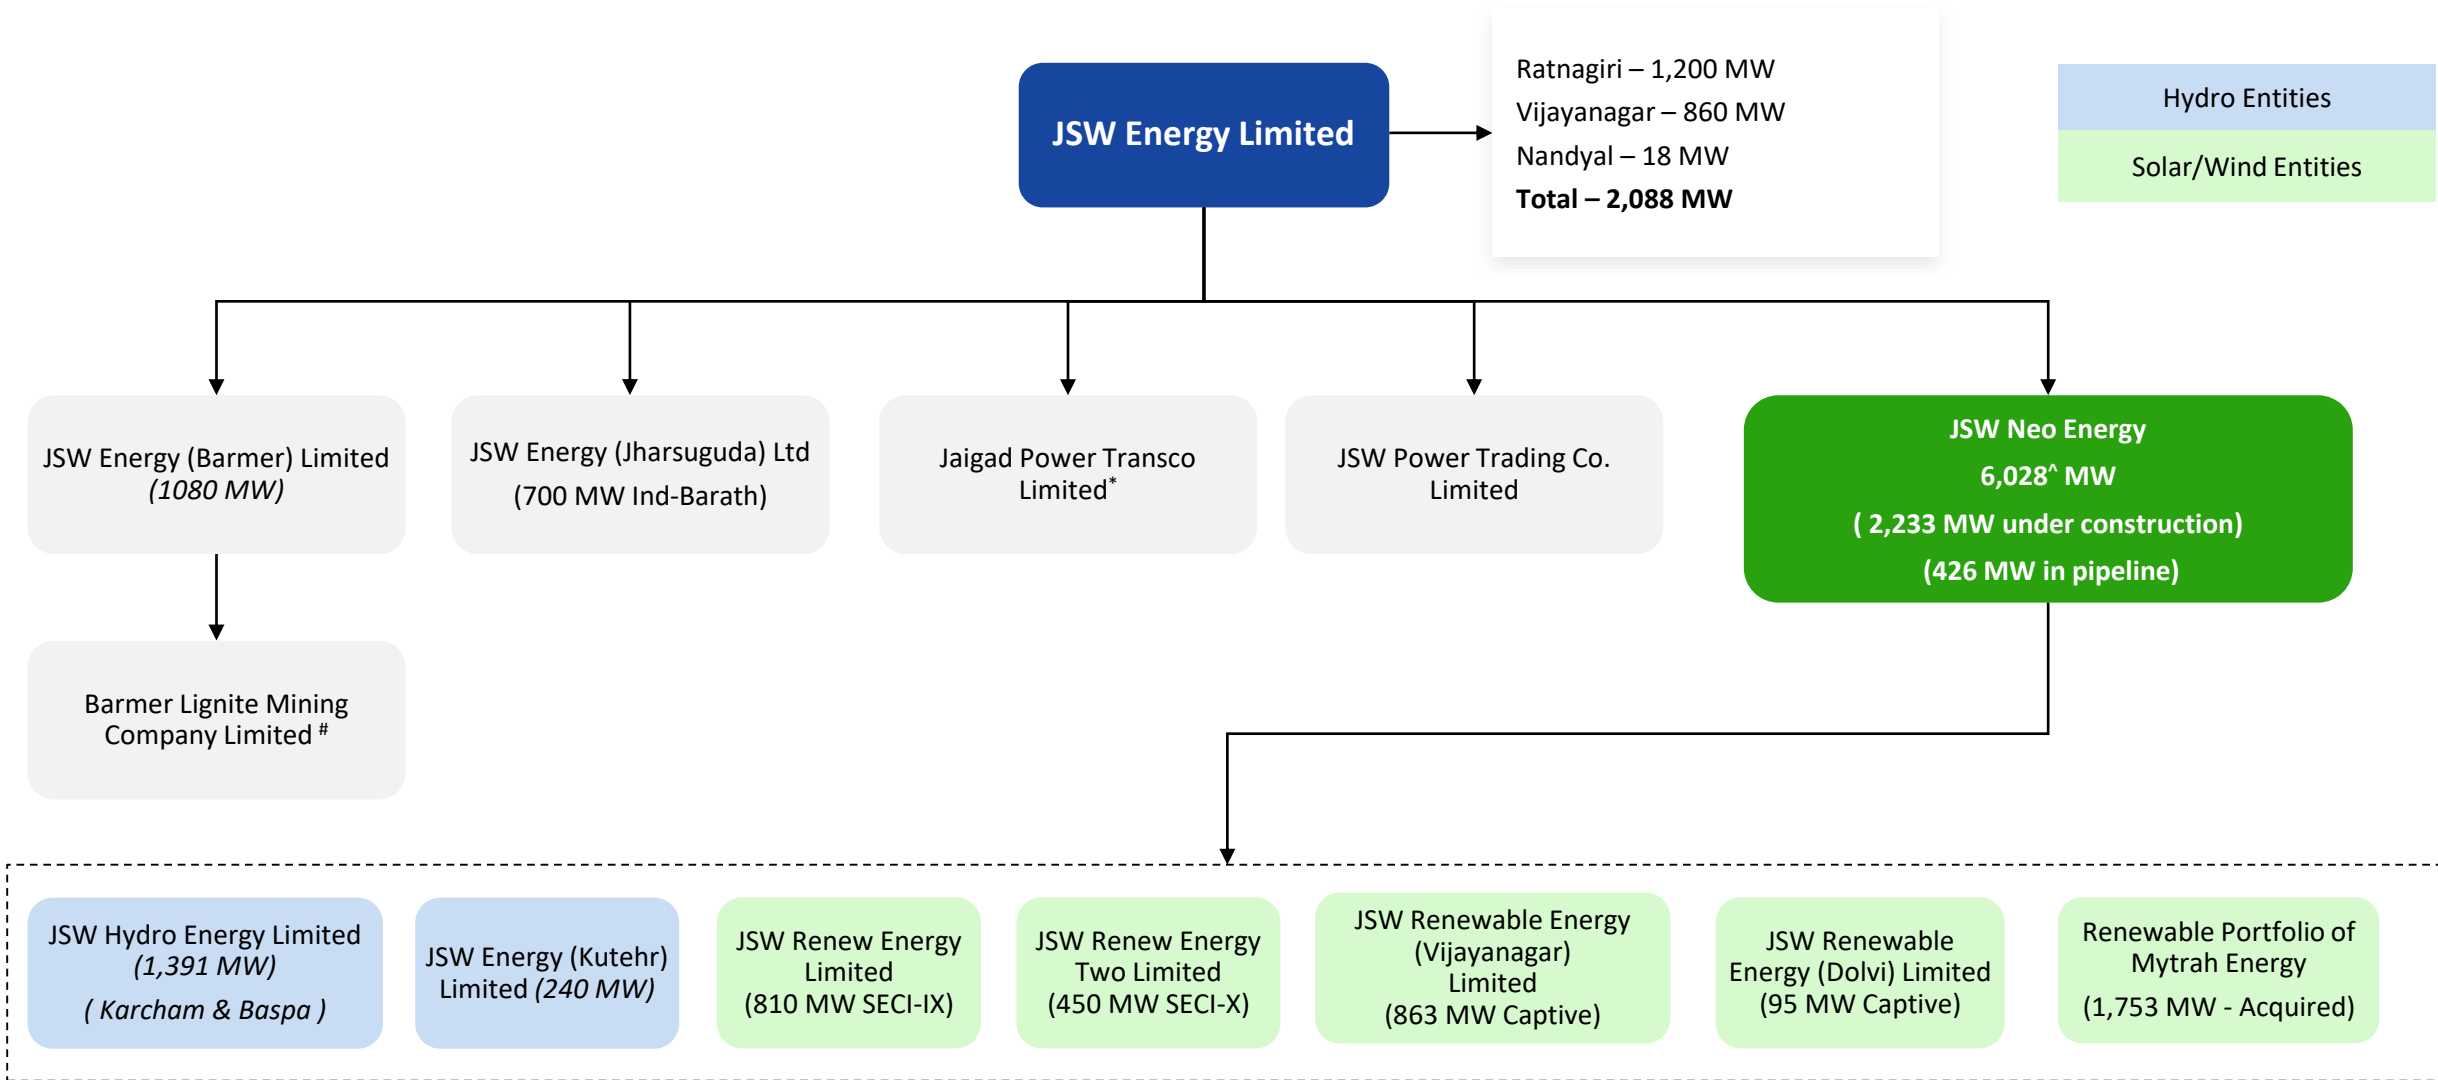 JSW Energy Limited
Ratnagiri – 1,200 MW
Vijayanagar – 860 MW
Nandyal – 18 MW
Total – 2,088 MW
Hydro Entities
Solar/Wind Entities
JSW Energy (Barmer) Limited
(1080 MW)
JSW Energy (Jharsuguda) Ltd
(700 MW Ind-Barath)
Jaigad Power Transco
Limited*
JSW Power Trading Co.
Limited
JSW Neo Energy
6,028^ MW
( 2,233 MW under construction)
(426 MW in pipeline)
Barmer Lignite Mining
Company Limited #
JSW Hydro Energy Limited
(1,391 MW)
( Karcham & Baspa )
JSW Energy (Kutehr)
Limited (240 MW)
JSW Renew Energy
Limited
(810 MW SECI-IX)
JSW Renew Energy
Two Limited
(450 MW SECI-X)
JSW Renewable Energy
(Vijayanagar)
Limited
(863 MW Captive)
JSW Renewable
Energy (Dolvi) Limited
(95 MW Captive)
Renewable Portfolio of
Mytrah Energy
(1,753 MW - Acquired)